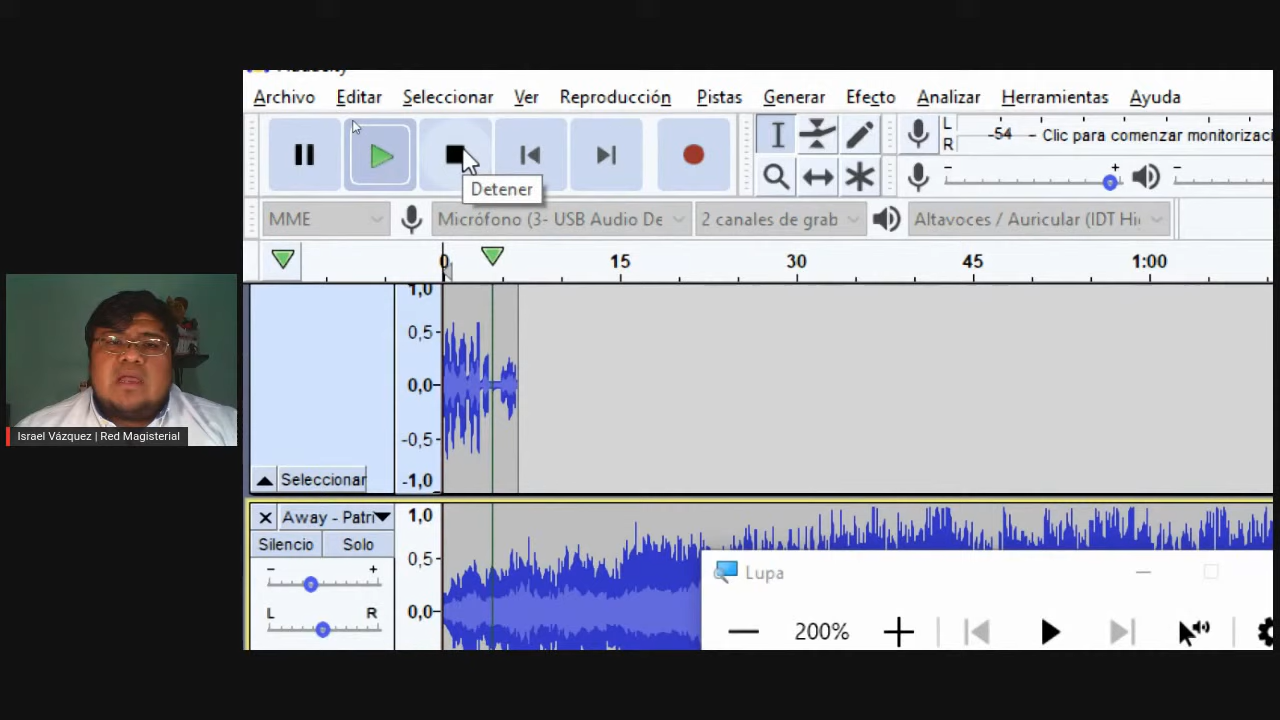 Archivo Editar Seleccionar Ver Reproducción Pistas Generar Efecto Analizar Herramientas Ayuda
L
R
-54 - Clic para comenzar monitorizaci
- +
-
Detener
MME Micrófono (3- USB Audio De 2 canales de grab Altavoces / Auricular (IDT Hi
0 15 30 45 1:00
1,0
0,5
0,0
-0,5
-1,0
Seleccionar
Israel Vázquez | Red Magisterial
Away - Patri
Silencio Solo
- +
L R
1,0
0,5
0,0
Lupa
200%